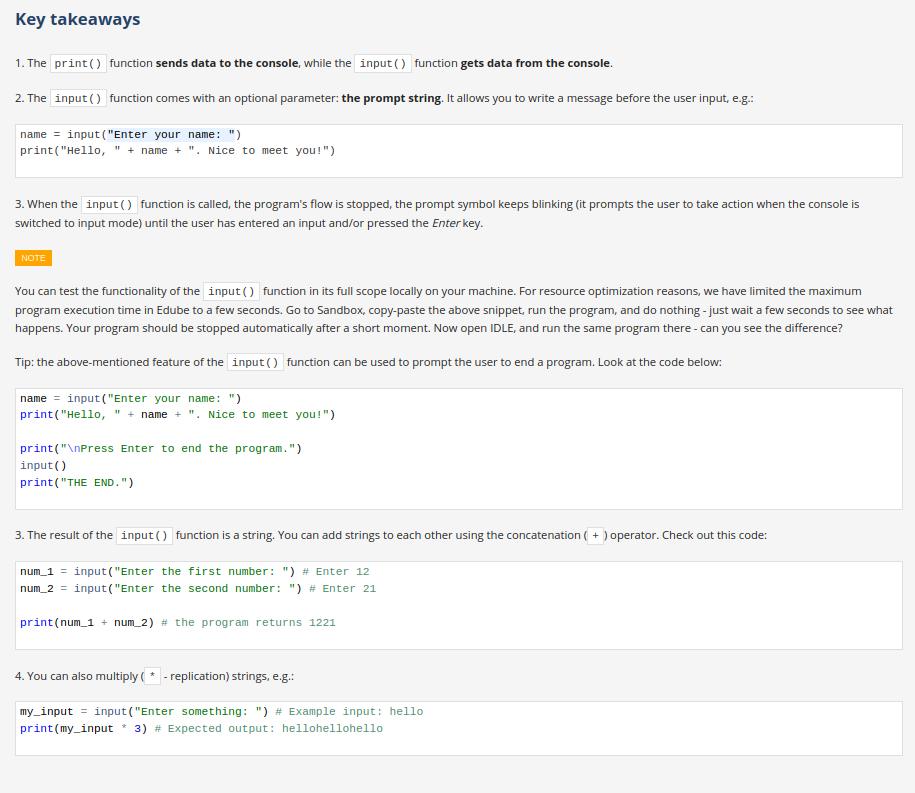 Key takeaways
1. The print() function sends data to the console, while the input() function gets data from the console.
2. The input() function comes with an optional parameter: the prompt string. It allows you to write a message before the user input, e.g.:
name = input("Enter your name: ")
print("Hello, " + name + ". Nice to meet you!")
3. When the input() function is called, the program's flow is stopped, the prompt symbol keeps blinking (it prompts the user to take action when the console is
switched to input mode) until the user has entered an input and/or pressed the Enter key.
NOTE
You can test the functionality of the input() function in its full scope locally on your machine. For resource optimization reasons, we have limited the maximum
program execution time in Edube to a few seconds. Go to Sandbox, copy-paste the above snippet, run the program, and do nothing - just wait a few seconds to see what
happens. Your program should be stopped automatically after a short moment. Now open IDLE, and run the same program there - can you see the difference?
Tip: the above-mentioned feature of the input() function can be used to prompt the user to end a program. Look at the code below:
name = input("Enter your name: ")
print("Hello, " + name + ". Nice to meet you!")
print("\nPress Enter to end the program.")
input()
print("THE END.")
3. The result of the input() function is a string. You can add strings to each other using the concatenation ( + ) operator. Check out this code:
num_1 = input("Enter the first number: ") # Enter 12
num_2 = input("Enter the second number: ") # Enter 21
print(num_1 + num_2) # the program returns 1221
4. You can also multiply ( * - replication) strings, e.g.:
my_input = input("Enter something: ") # Example input: hello
print(my_input * 3) # Expected output: hellohellohello